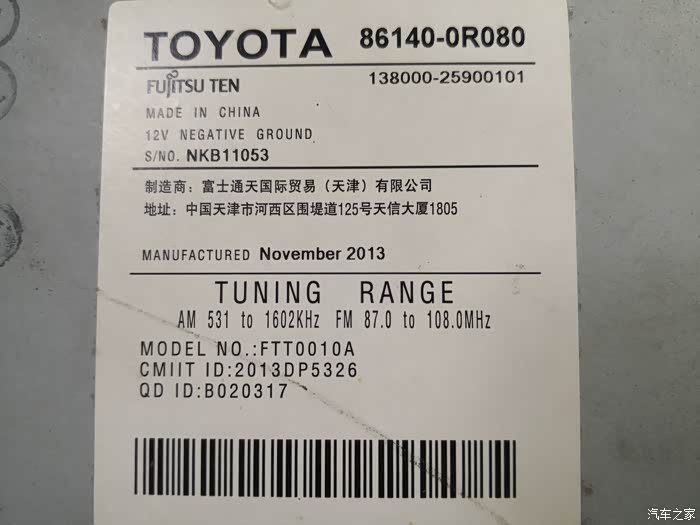 TOYOTA 86140-0R080
FUJITSU TEN 138000-25900101
MADE IN CHINA
12V NEGATIVE GROUND
S/NO. NKB11053
制造商：富士通天国际贸易（天津）有限公司
地址：中国天津市河西区围堤道125号天信大厦1805
MANUFACTURED November 2013
TUNING RANGE
AM 531 to 1602KHz FM 87.0 to 108.0MHz
MODEL NO.:FTT0010A
CMIIT ID:2013DP5326
QD ID:B020317
汽车之家